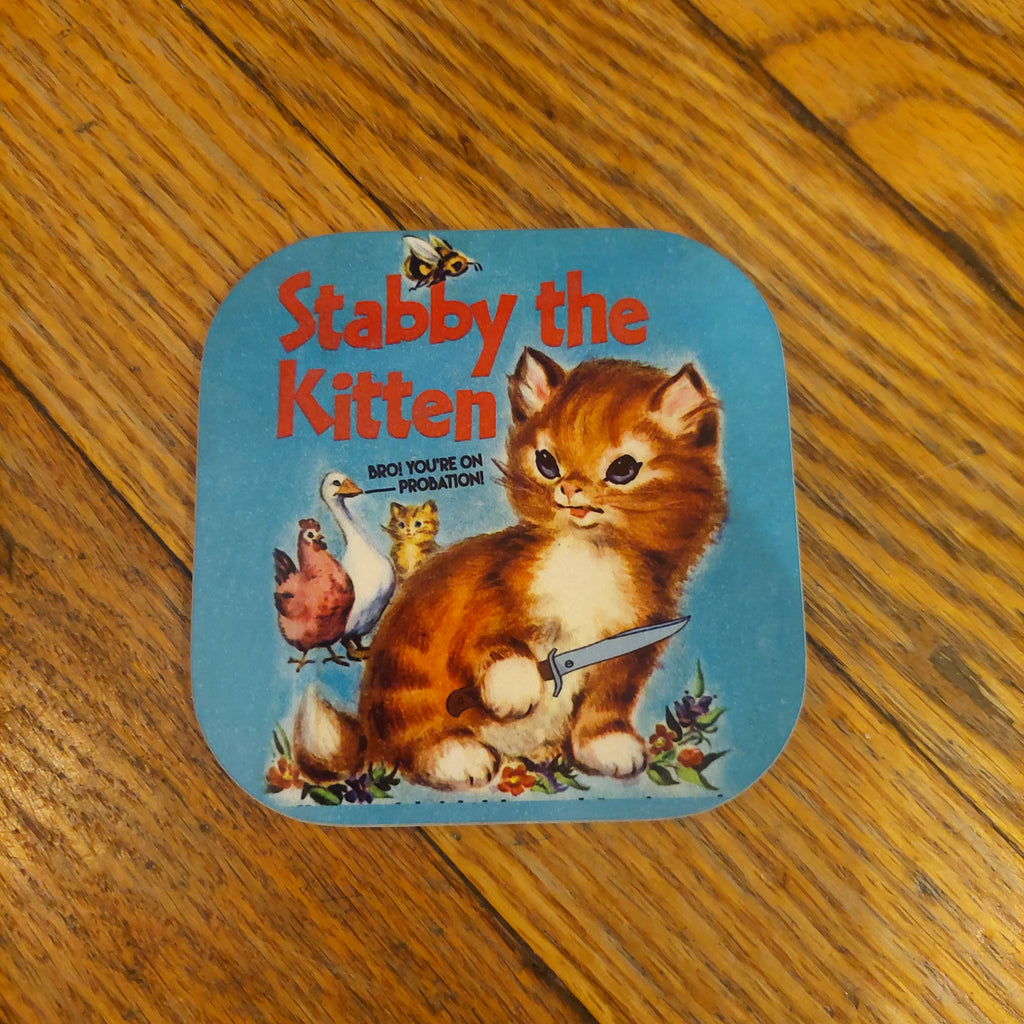 Stabby the
Kitten
BRO! YOU'RE ON
PROBATION!